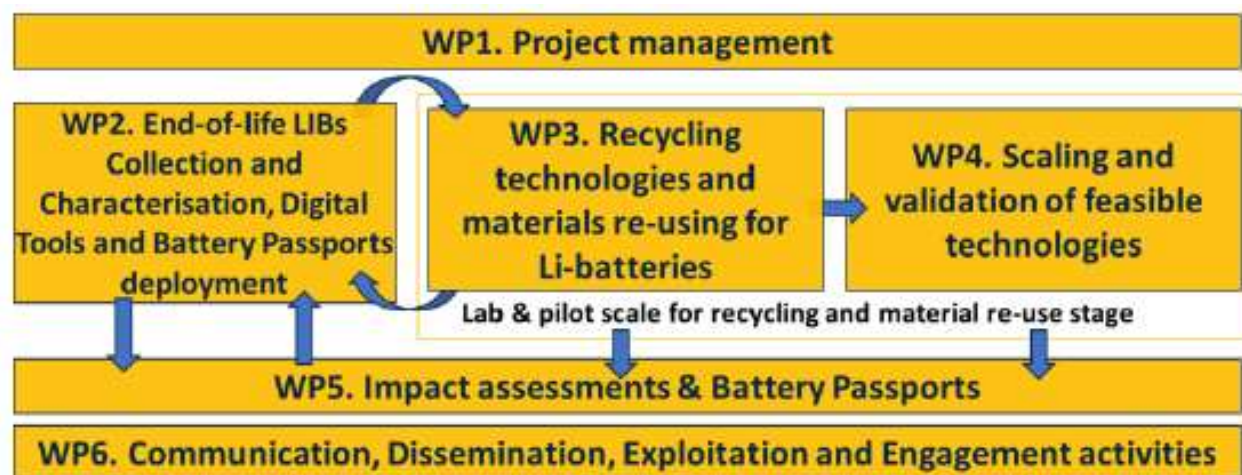 WP1. Project management
WP2. End-of-life LIBs
Collection and
Characterisation, Digital
Tools and Battery Passports
deployment
WP3. Recycling
technologies and
materials re-using for
Li-batteries
WP4. Scaling and
validation of feasible
technologies
Lab & pilot scale for recycling and material re-use stage
WP5. Impact assessments & Battery Passports
WP6. Communication, Dissemination, Exploitation and Engagement activities